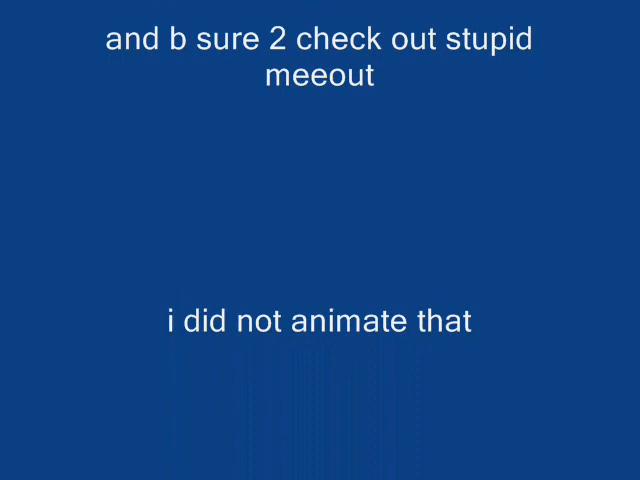 and b sure 2 check out stupid
meeout
i did not animate that